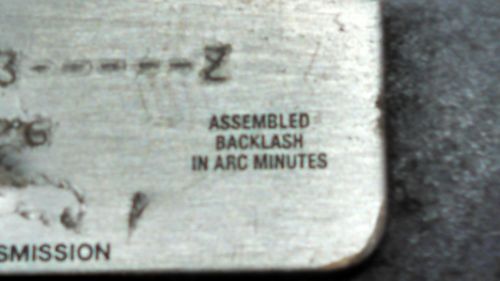 3-----Z
ASSEMBLED
BACKLASH
IN ARC MINUTES
SMISSION